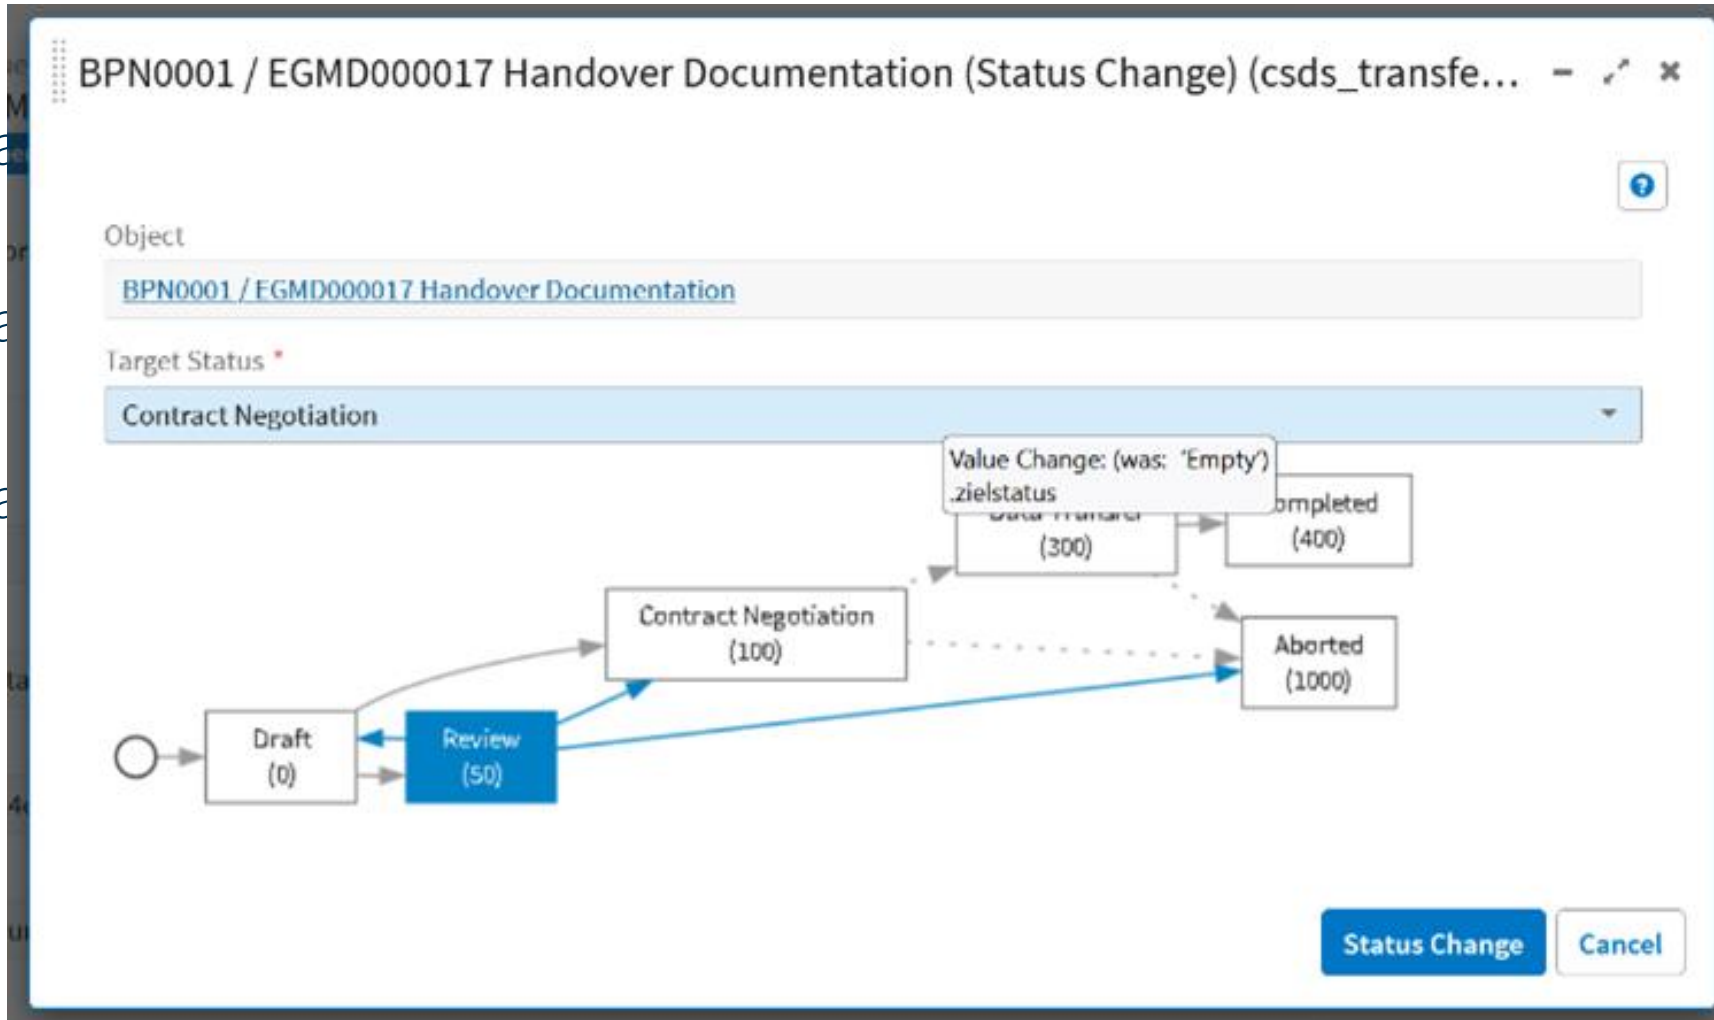 BPN0001 / EGMD000017 Handover Documentation (Status Change) (csds_transfe...
Object
BPN0001 / EGMD000017 Handover Documentation
Target Status *
Contract Negotiation
Value Change: (was: 'Empty')
.zielstatus
ompleted
(300)
(400)
Contract Negotiation
(100)
Aborted
(1000)
Draft
(0)
Review
(50)
Status Change
Cancel